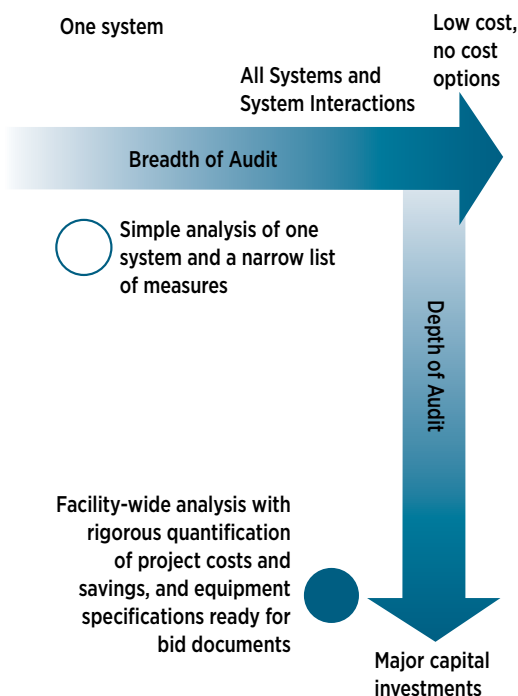 One system
Low cost,
no cost
options
All Systems and
System Interactions
Breadth of Audit
Simple analysis of one
system and a narrow list
of measures
Depth of Audit
Facility-wide analysis with
rigorous quantification
of project costs and
savings, and equipment
specifications ready for
bid documents
Major capital
investments